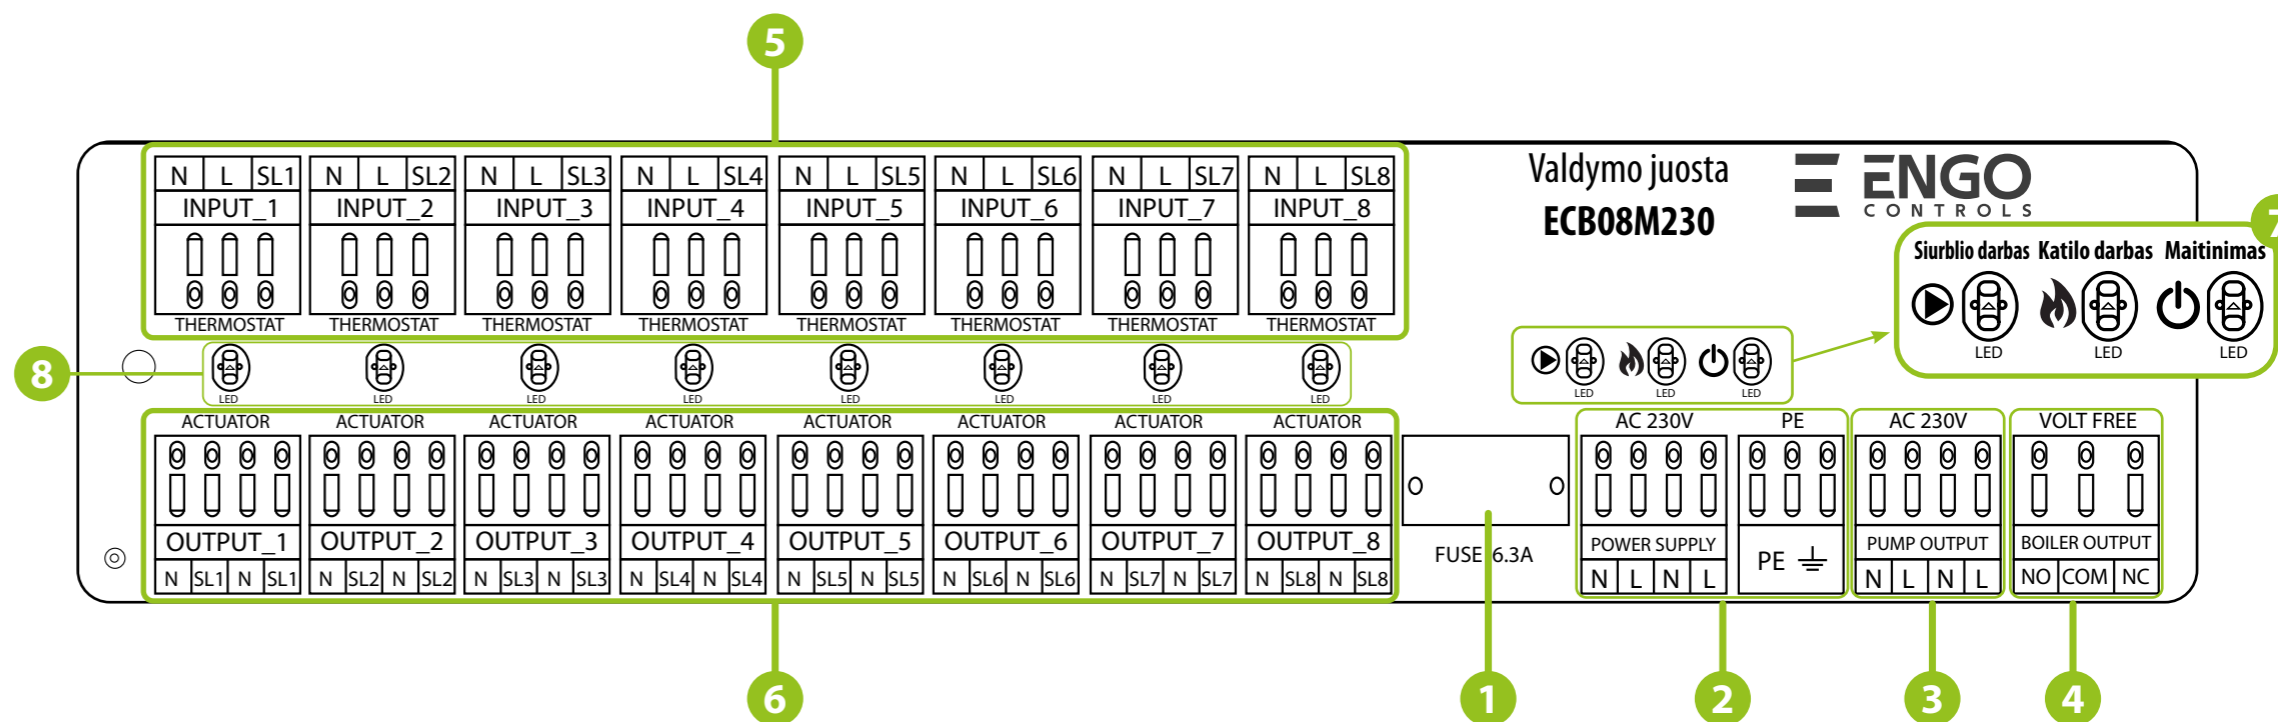 5
N L SL1 N L SL2 N L SL3 N L SL4 N L SL5 N L SL6 N L SL7 N L SL8
INPUT_1 INPUT_2 INPUT_3 INPUT_4 INPUT_5 INPUT_6 INPUT_7 INPUT_8
THERMOSTAT THERMOSTAT THERMOSTAT THERMOSTAT THERMOSTAT THERMOSTAT THERMOSTAT THERMOSTAT
Valdymo juosta
ECB08M230
ENGO
CONTROLS
7
Siurblio darbas Katilo darbas Maitinimas
LED LED LED
8
LED LED LED LED LED LED LED LED
LED LED LED
ACTUATOR ACTUATOR ACTUATOR ACTUATOR ACTUATOR ACTUATOR ACTUATOR ACTUATOR
OUTPUT_1 OUTPUT_2 OUTPUT_3 OUTPUT_4 OUTPUT_5 OUTPUT_6 OUTPUT_7 OUTPUT_8
N SL1 N SL1 N SL2 N SL2 N SL3 N SL3 N SL4 N SL4 N SL5 N SL5 N SL6 N SL6 N SL7 N SL7 N SL8 N SL8
FUSE 6.3A
AC 230V PE AC 230V VOLT FREE
POWER SUPPLY PE PUMP OUTPUT BOILER OUTPUT
N L N L N L N L NO COM NC
6 1 2 3 4